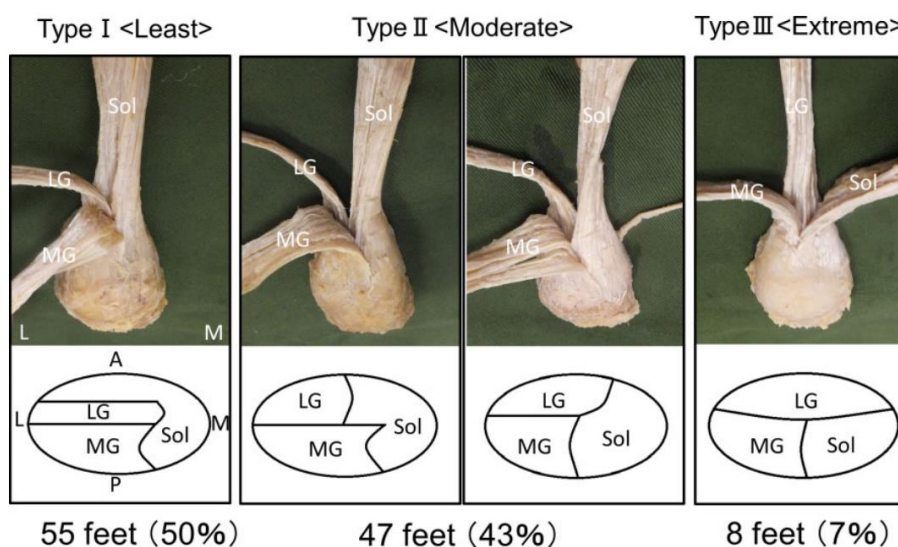 Type Ⅰ <Least>
Type Ⅱ <Moderate>
Type Ⅲ <Extreme>
Sol
LG
MG
L
M
Sol
LG
MG
Sol
LG
MG
LG
MG
Sol
A
L
LG
MG
Sol
M
P
LG
MG
Sol
LG
MG
Sol
LG
MG
Sol
55 feet (50%)
47 feet (43%)
8 feet (7%)